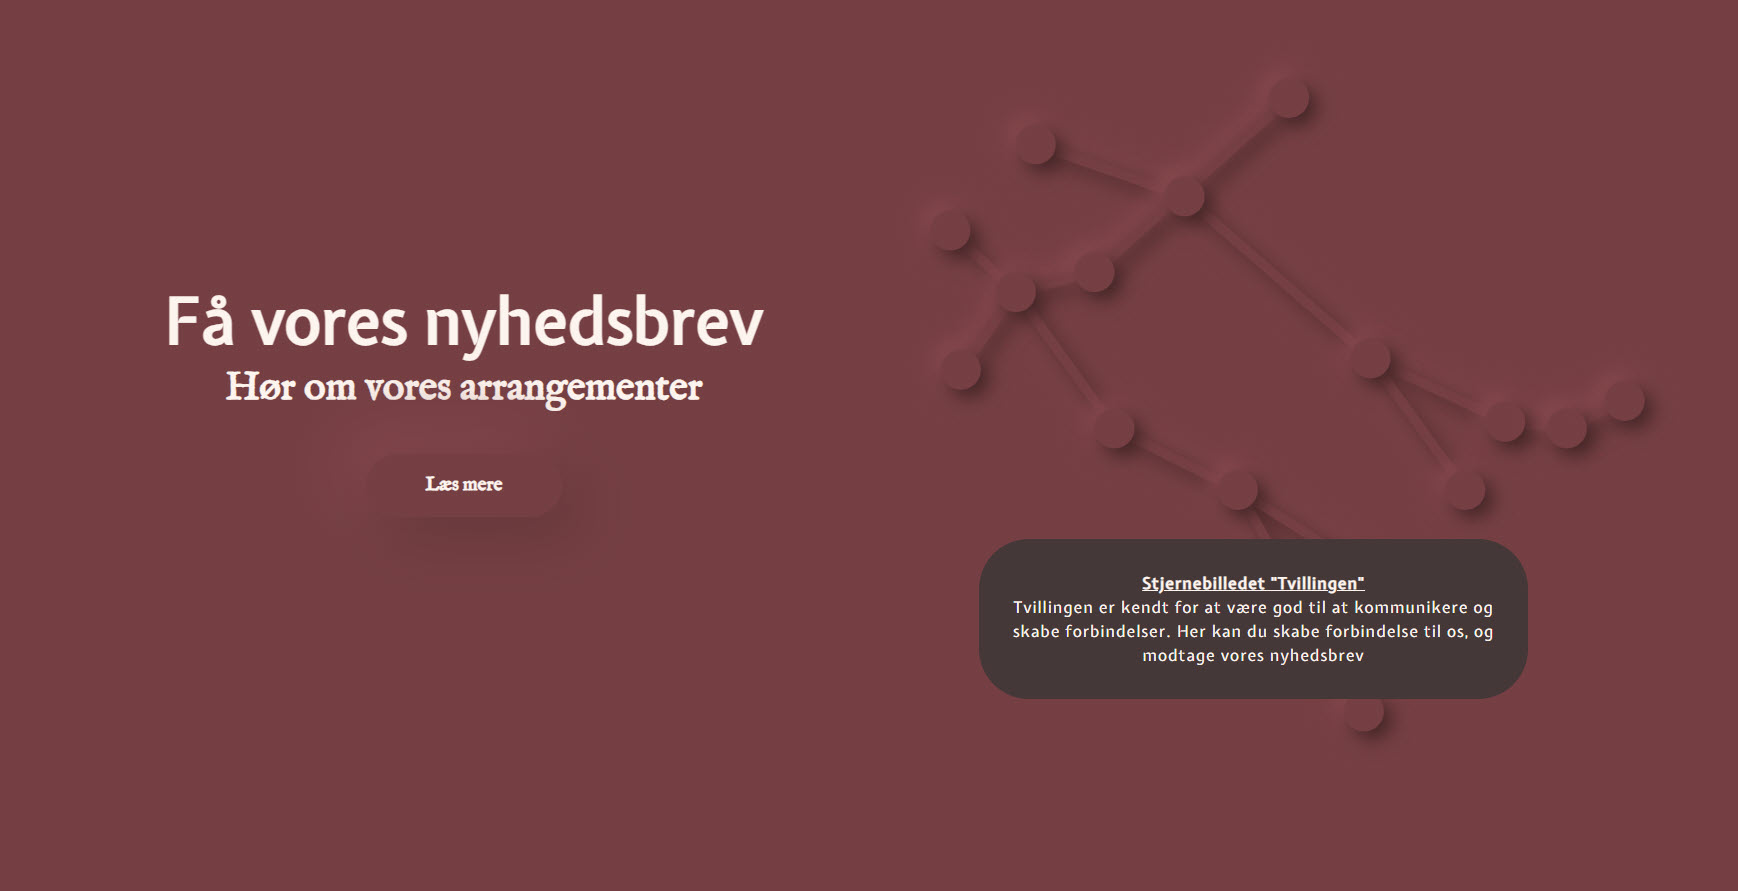 Få vores nyhedsbrev
Hør om vores arrangementer
Læs mere
Stjernebilledet "Tvillingen"
Tvillingen er kendt for at være god til at kommunikere og
skabe forbindelser. Her kan du skabe forbindelse til os, og
modtage vores nyhedsbrev